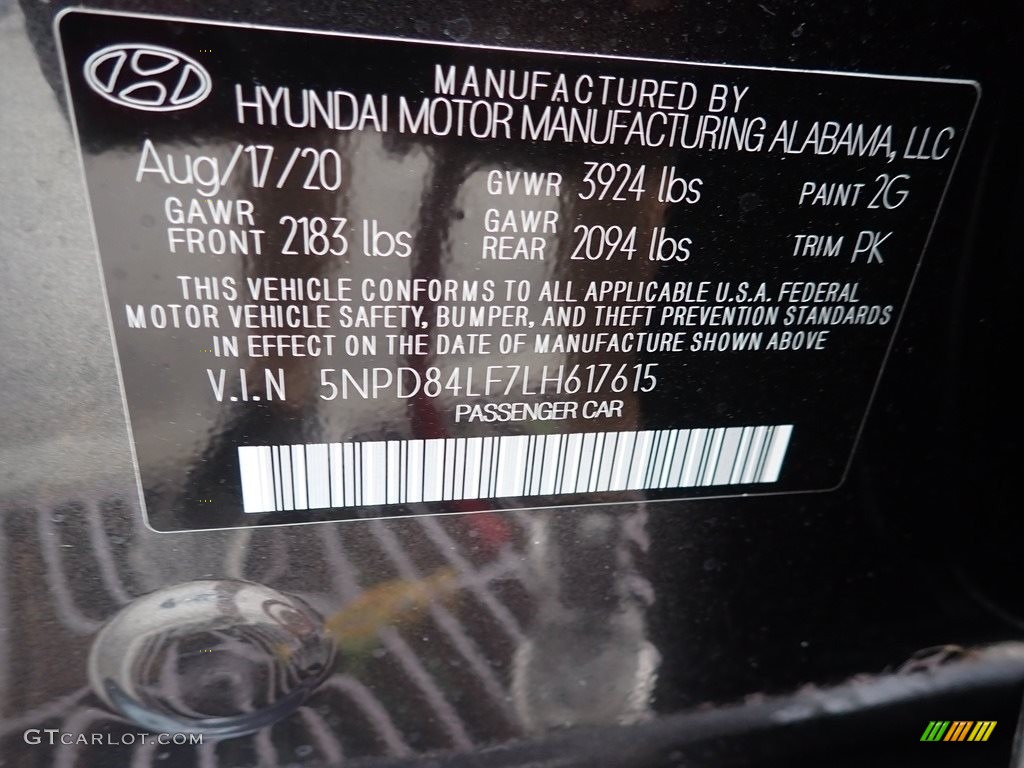 MANUFACTURED BY
HYUNDAI MOTOR MANUFACTURING ALABAMA, LLC
Aug/17/20 GVWR 3924 lbs PAINT 2G
GAWR FRONT 2183 lbs GAWR REAR 2094 lbs TRIM PK
THIS VEHICLE CONFORMS TO ALL APPLICABLE U.S.A. FEDERAL
MOTOR VEHICLE SAFETY, BUMPER, AND THEFT PREVENTION STANDARDS
IN EFFECT ON THE DATE OF MANUFACTURE SHOWN ABOVE
V.I.N 5NPD84LF7LH617615
PASSENGER CAR
GTCARLOT.COM